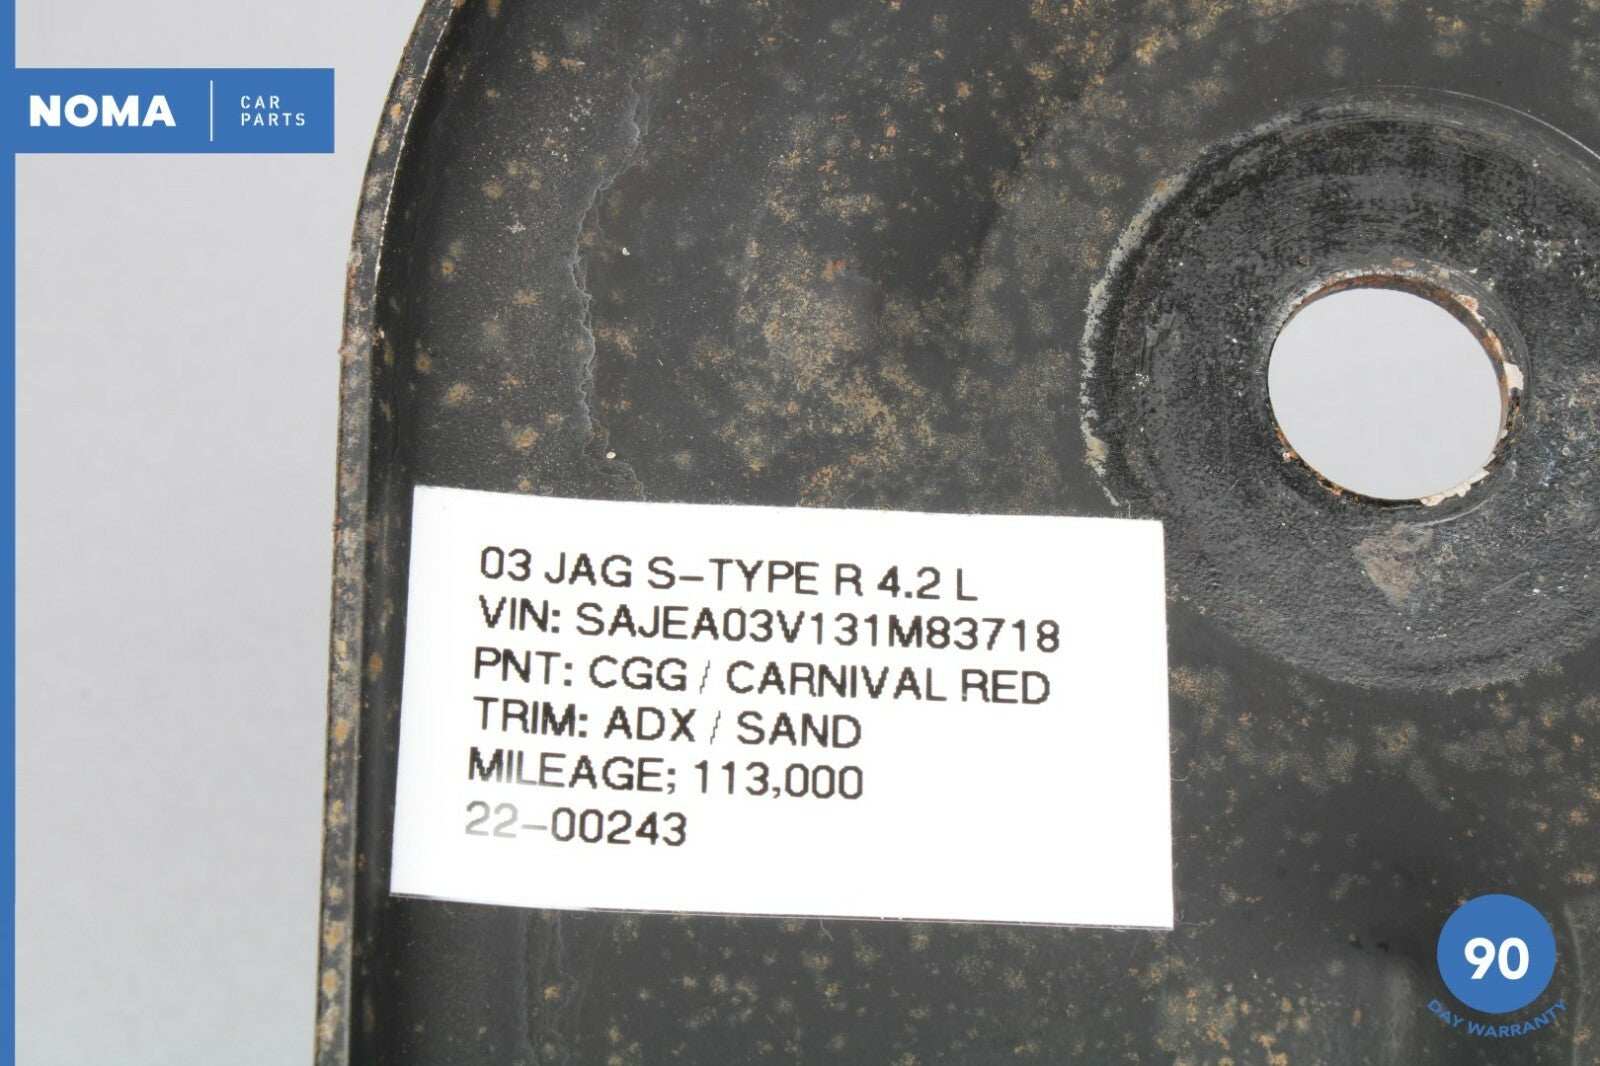 NOMA
CAR
PARTS
03 JAG S-TYPE R 4.2 L
VIN: SAJEA03V131M83718
PNT: CGG / CARNIVAL RED
TRIM: ADX / SAND
MILEAGE; 113,000
22-00243
90
DAY WARRANTY